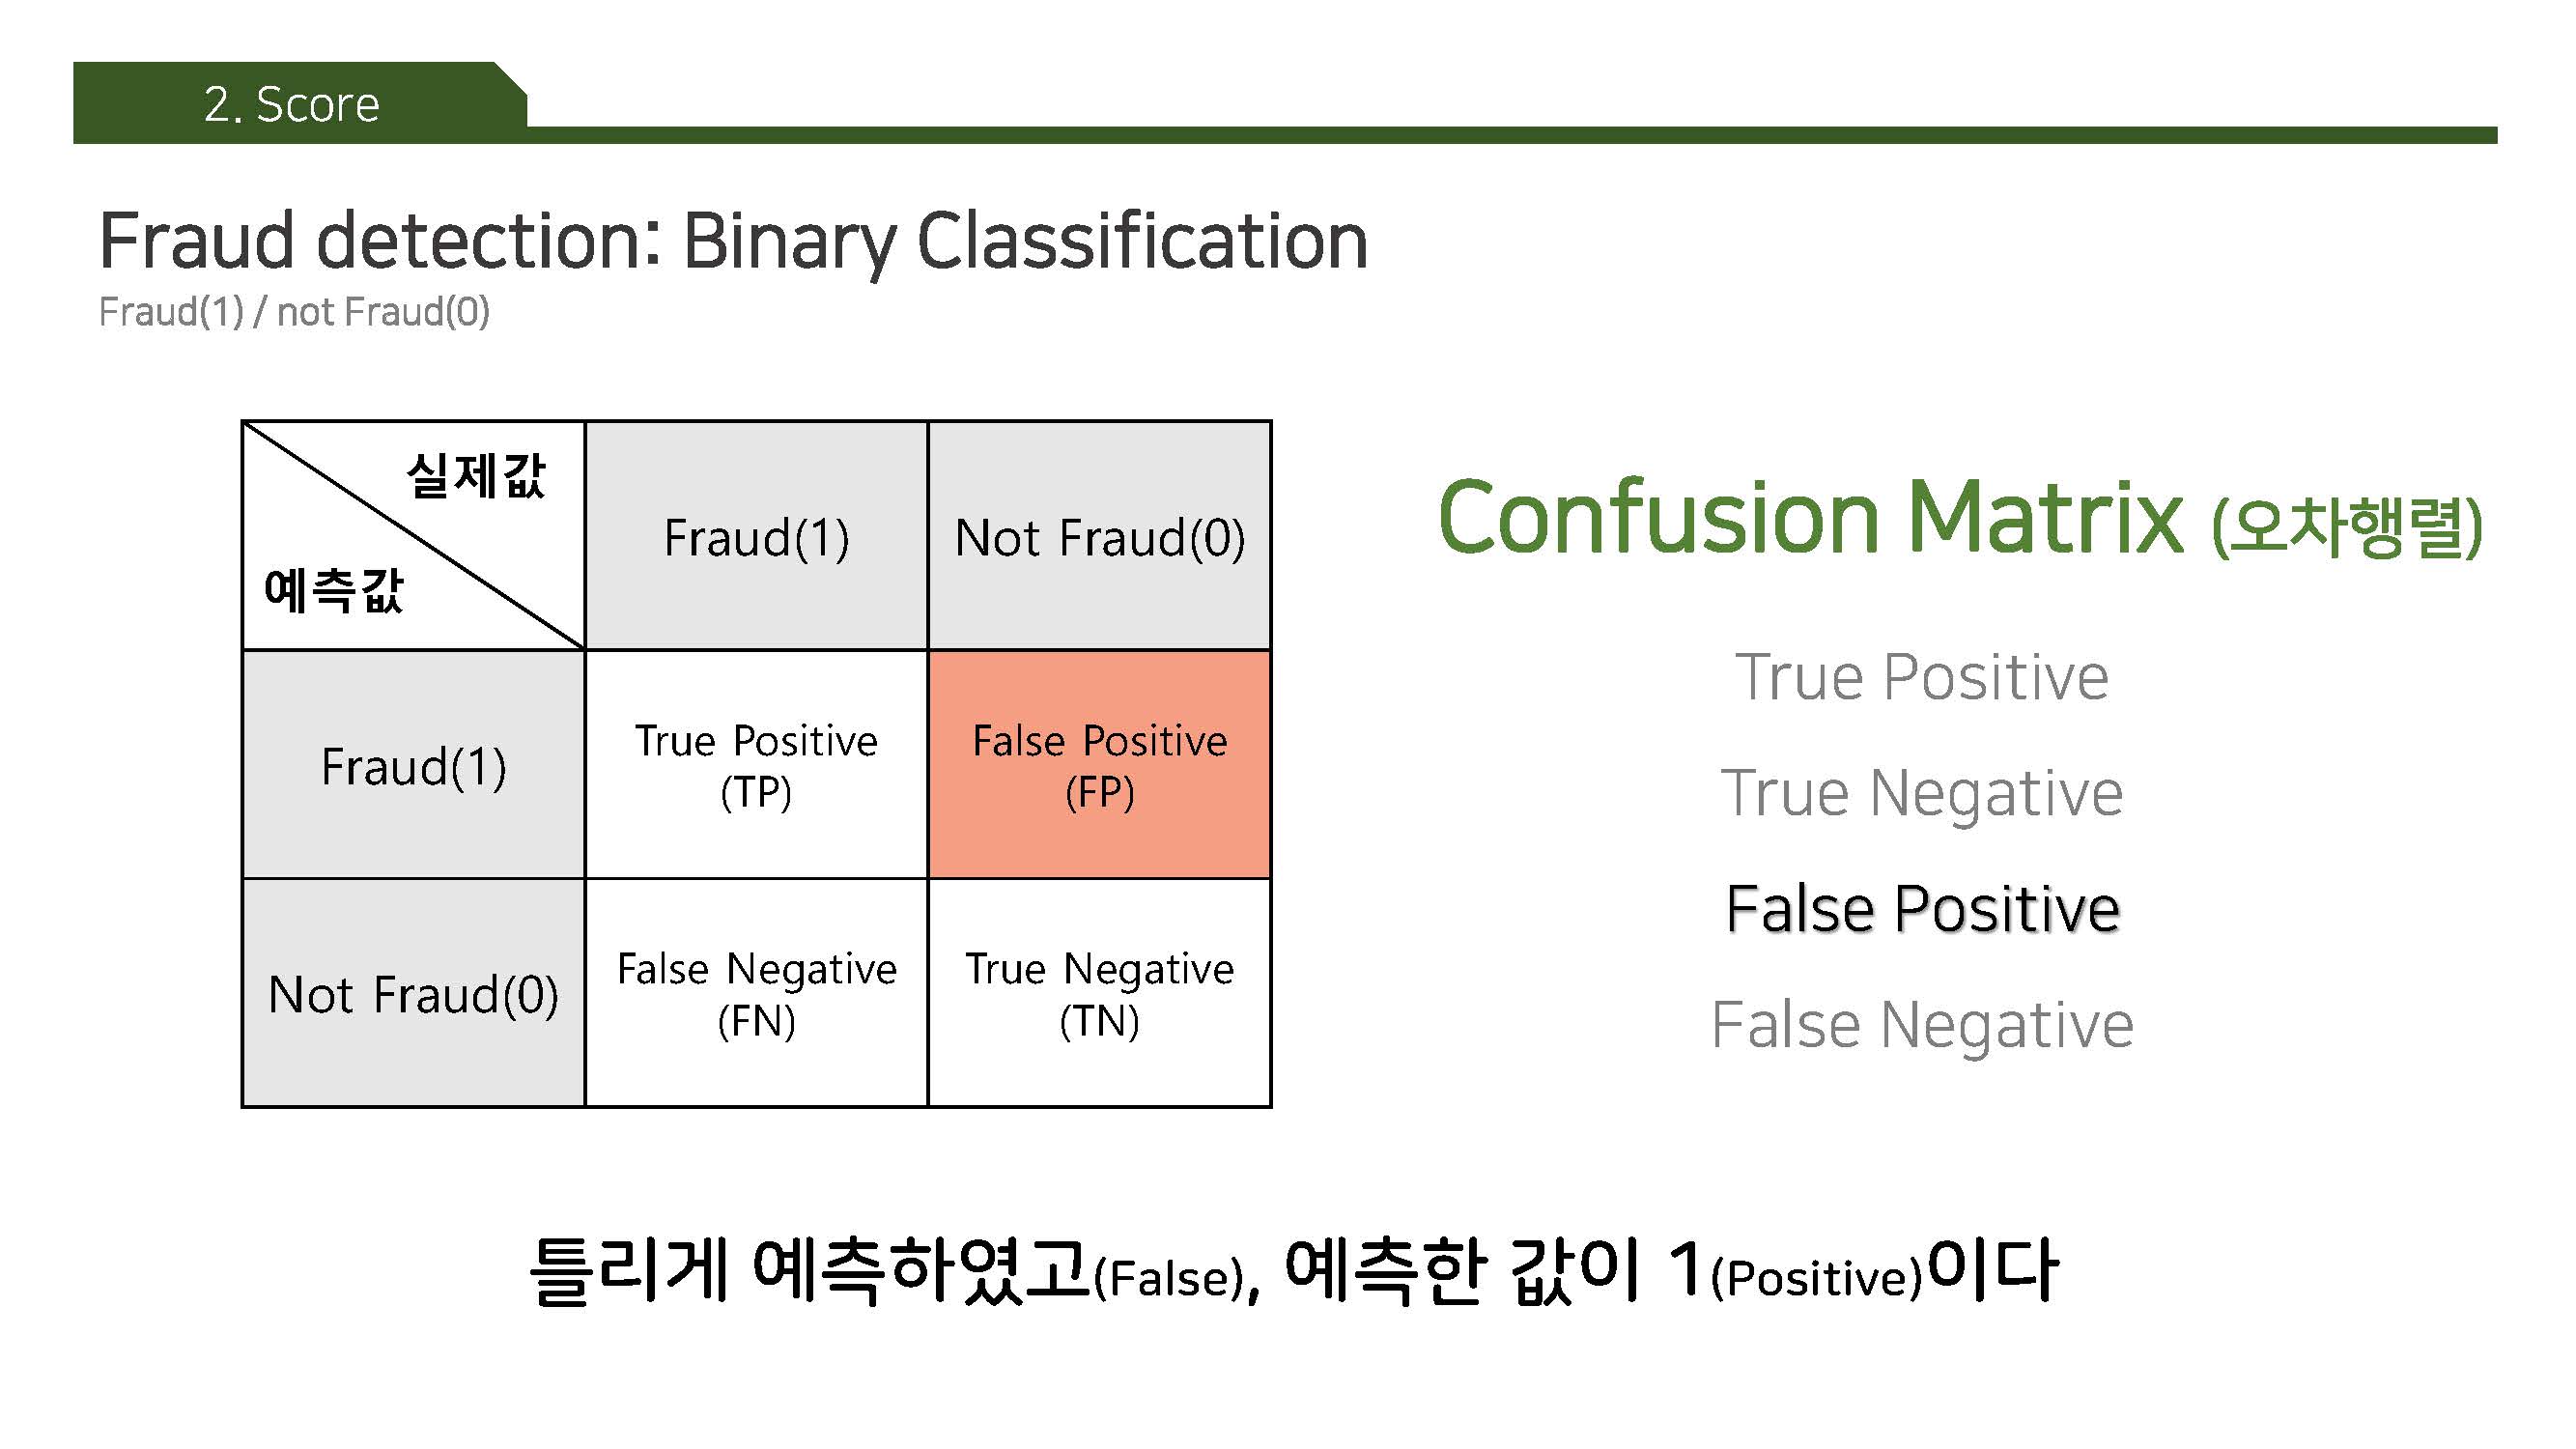 2. Score
Fraud detection: Binary Classification
Fraud(1) / not Fraud(0)
실제값
예측값
Fraud(1)
Not Fraud(0)
Fraud(1)
True Positive
(TP)
False Positive
(FP)
Not Fraud(0)
False Negative
(FN)
True Negative
(TN)
Confusion Matrix (오차행렬)
True Positive
True Negative
False Positive
False Negative
틀리게 예측하였고(False), 예측한 값이 1(Positive)이다